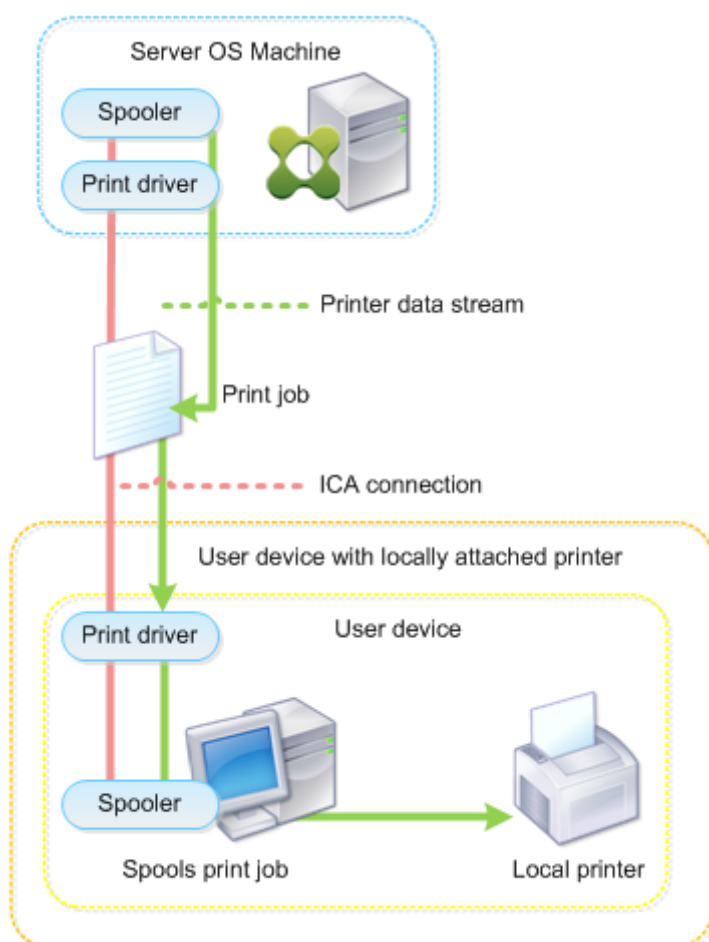 Server OS Machine
Spooler
Print driver
Printer data stream
Print job
ICA connection
User device with locally attached printer
Print driver
User device
Spooler
Spools print job
Local printer